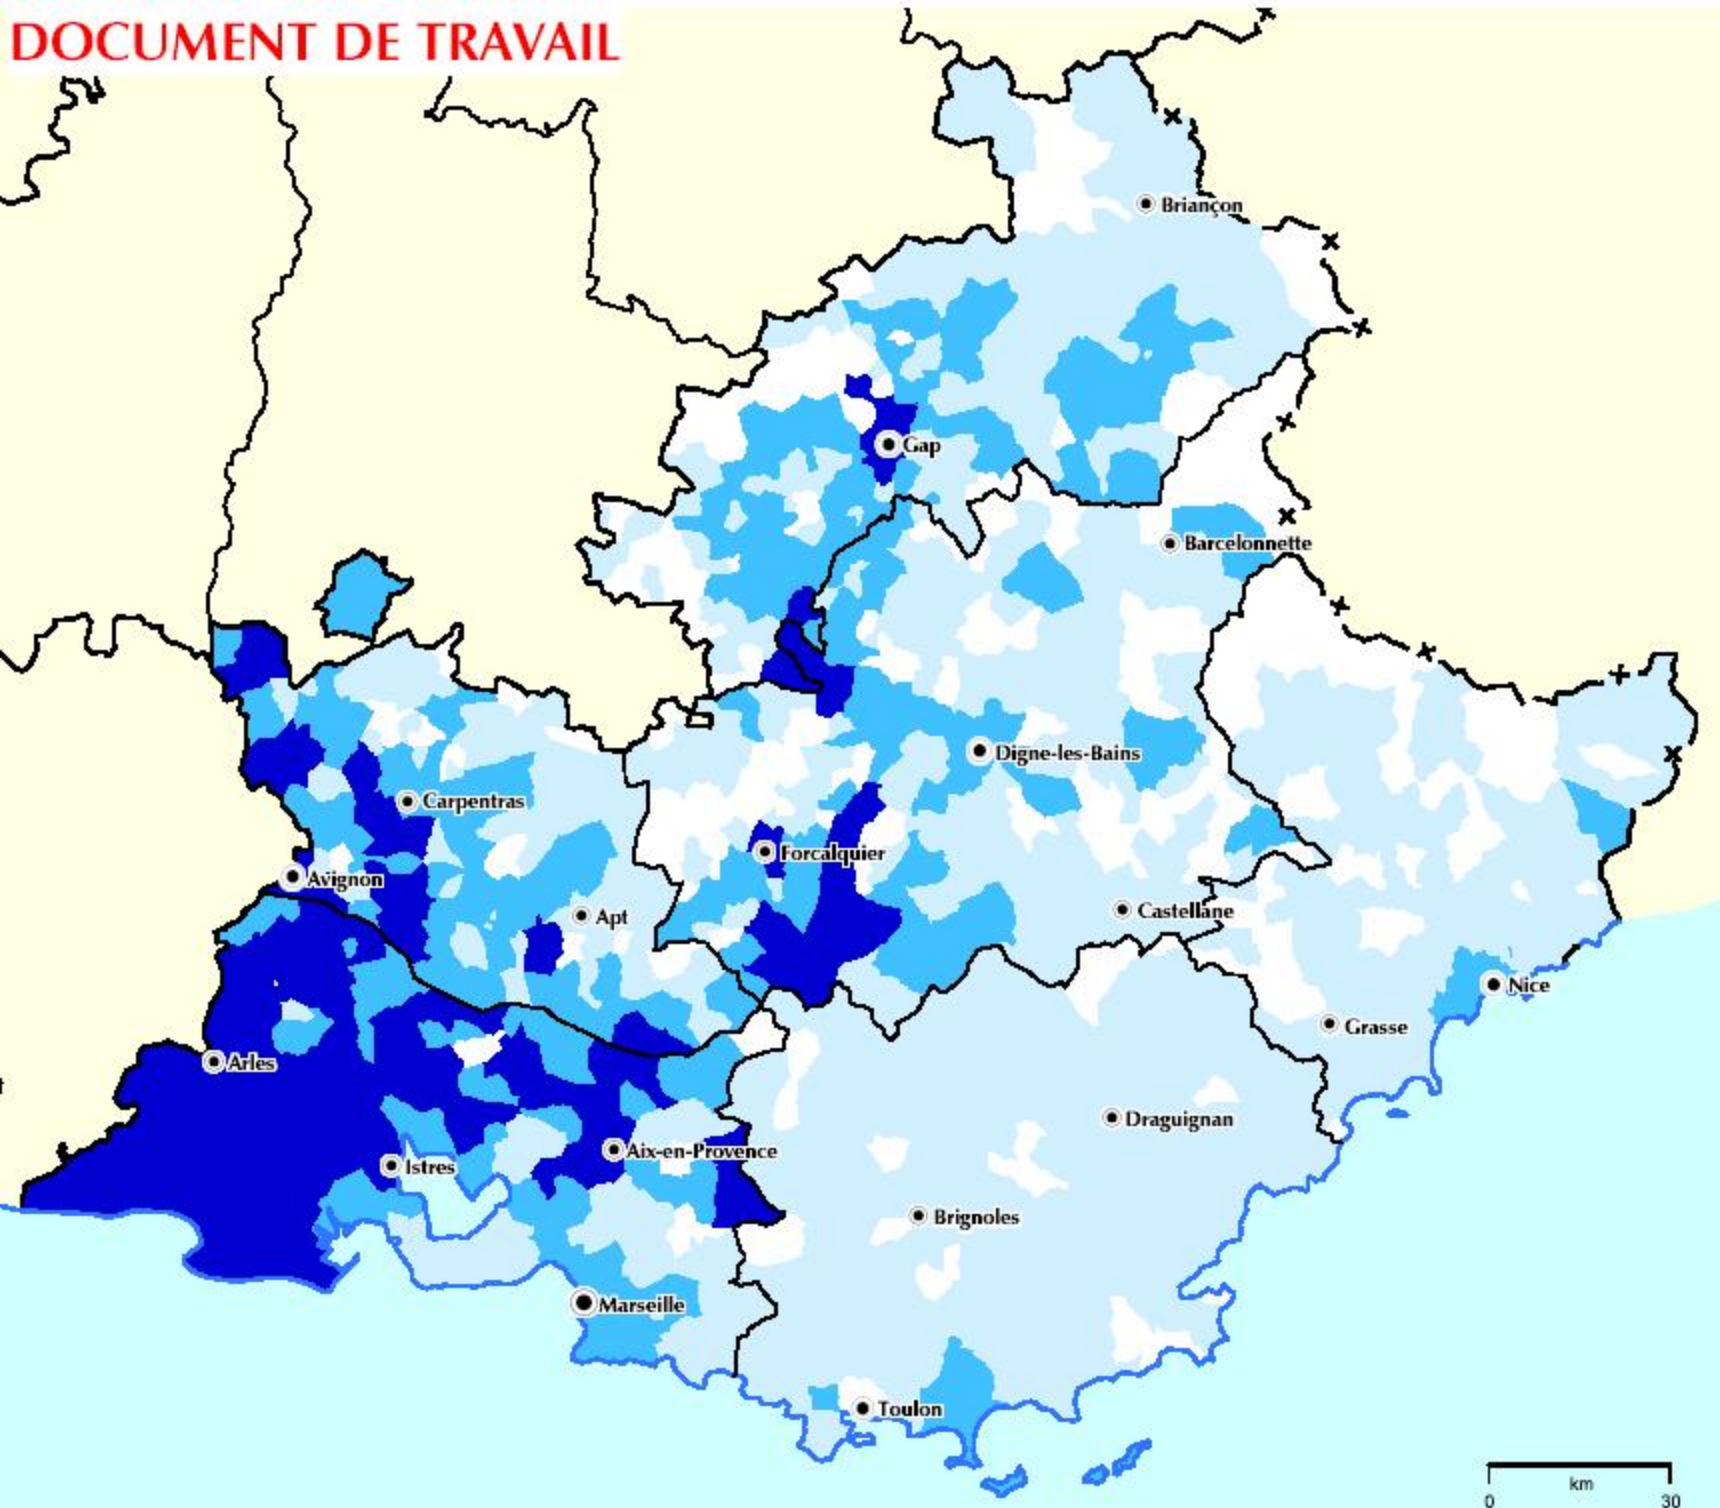 DOCUMENT DE TRAVAIL
Briançon
Gap
Barcelonnette
Digne-les-Bains
Carpentras
Forcalquier
Avignon
Apt
Castellane
Nice
Grasse
Arles
Draguignan
Aix-en-Provence
Istres
Brignoles
Marseille
Toulon
km
0 30